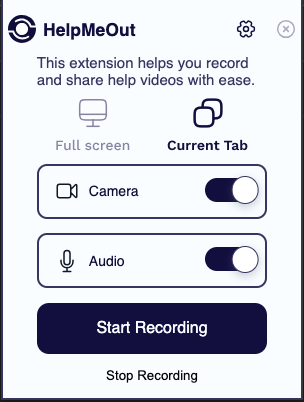 HelpMeOut
This extension helps you record
and share help videos with ease.
Full screen
Current Tab
Camera
Audio
Start Recording
Stop Recording